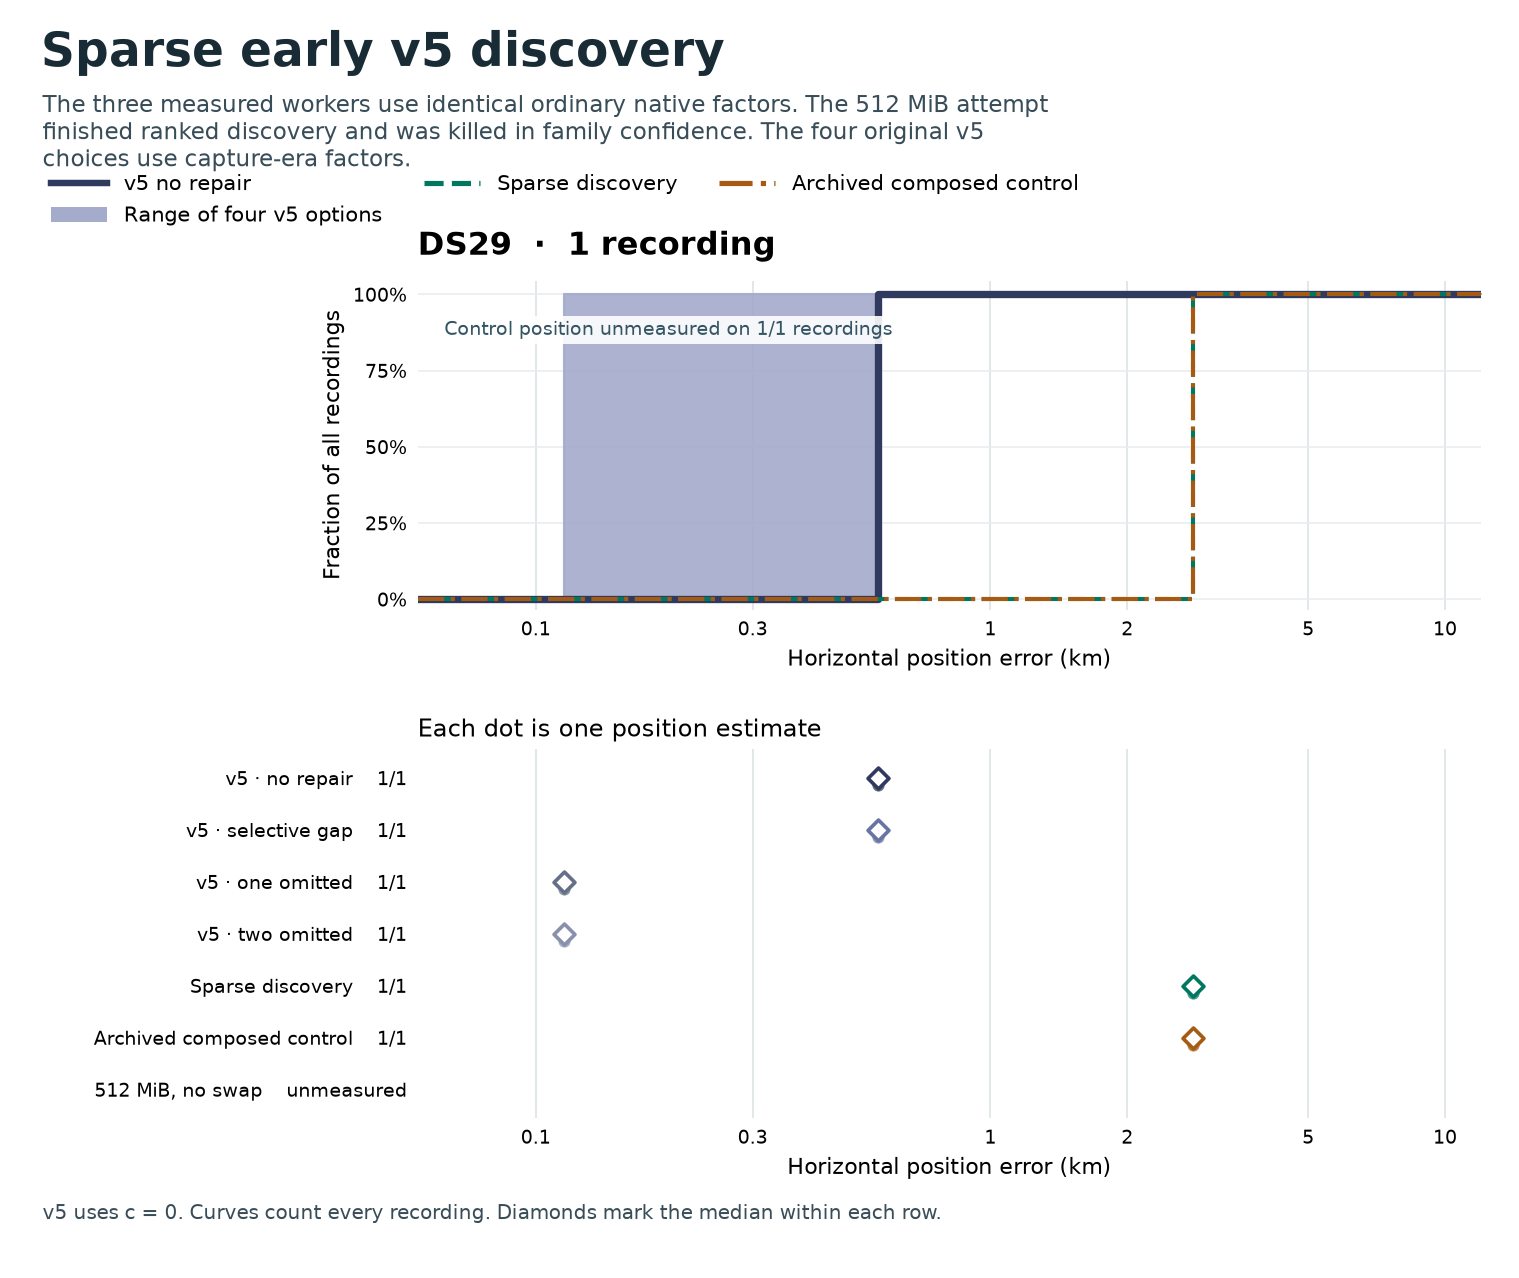 Sparse early v5 discovery
The three measured workers use identical ordinary native factors. The 512 MiB attempt
finished ranked discovery and was killed in family confidence. The four original v5
choices use capture-era factors.
v5 no repair
Sparse discovery
Archived composed control
Range of four v5 options
DS29 · 1 recording
100%
Control position unmeasured on 1/1 recordings
75%
50%
25%
0%
Fraction of all recordings
0.1 0.3 1 2 5 10
Horizontal position error (km)
Each dot is one position estimate
v5 · no repair 1/1
v5 · selective gap 1/1
v5 · one omitted 1/1
v5 · two omitted 1/1
Sparse discovery 1/1
Archived composed control 1/1
512 MiB, no swap unmeasured
0.1 0.3 1 2 5 10
Horizontal position error (km)
v5 uses c = 0. Curves count every recording. Diamonds mark the median within each row.